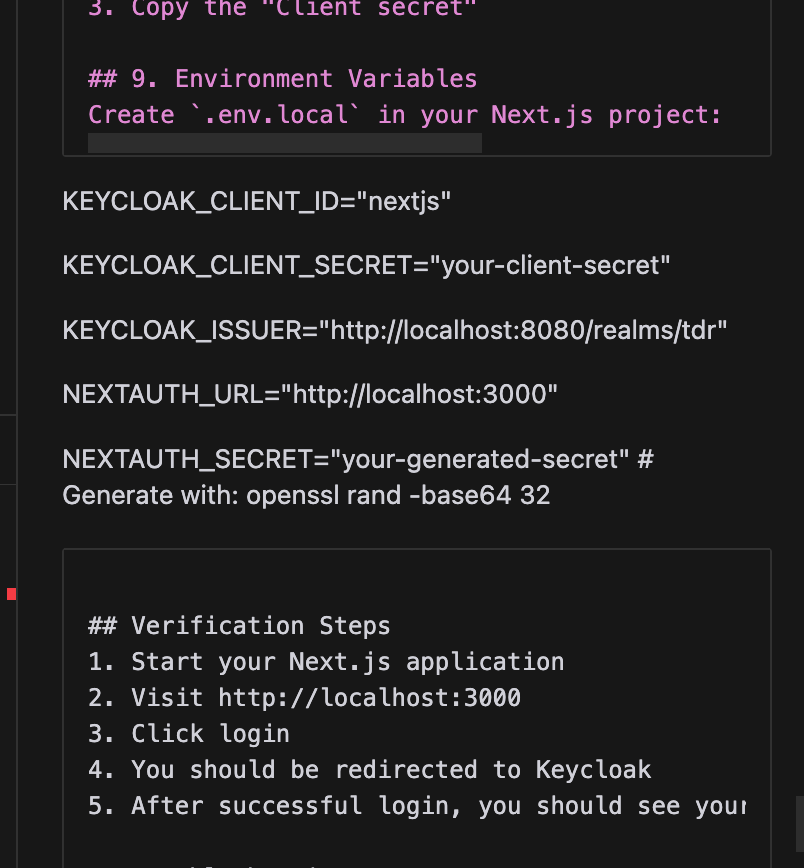 3. Copy the "Client secret"
## 9. Environment Variables
Create `.env.local` in your Next.js project:
KEYCLOAK_CLIENT_ID="nextjs"
KEYCLOAK_CLIENT_SECRET="your-client-secret"
KEYCLOAK_ISSUER="http://localhost:8080/realms/tdr"
NEXTAUTH_URL="http://localhost:3000"
NEXTAUTH_SECRET="your-generated-secret" #
Generate with: openssl rand -base64 32
## Verification Steps
1. Start your Next.js application
2. Visit http://localhost:3000
3. Click login
4. You should be redirected to Keycloak
5. After successful login, you should see your